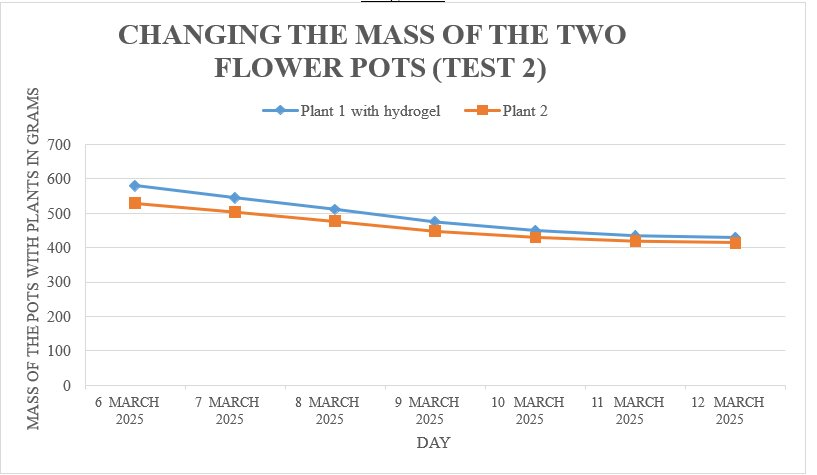 CHANGING THE MASS OF THE TWO
FLOWER POTS (TEST 2)
Plant 1 with hydrogel
Plant 2
MASS OF THE POTS WITH PLANTS IN GRAMS
700
600
500
400
300
200
100
0
6 MARCH 2025
7 MARCH 2025
8 MARCH 2025
9 MARCH 2025
10 MARCH 2025
11 MARCH 2025
12 MARCH 2025
DAY